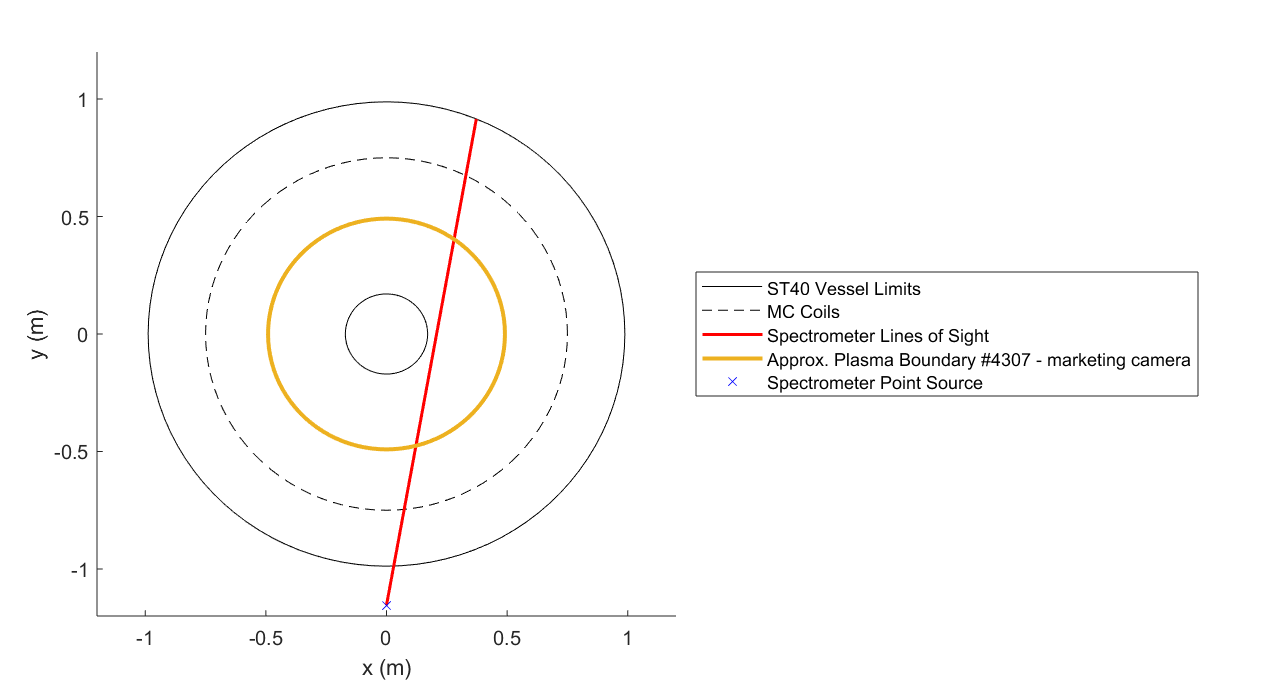 1
0.5
0
-0.5
-1
y (m)
-1
-0.5
0
0.5
1
x (m)
ST40 Vessel Limits
MC Coils
Spectrometer Lines of Sight
Approx. Plasma Boundary #4307 - marketing camera
Spectrometer Point Source